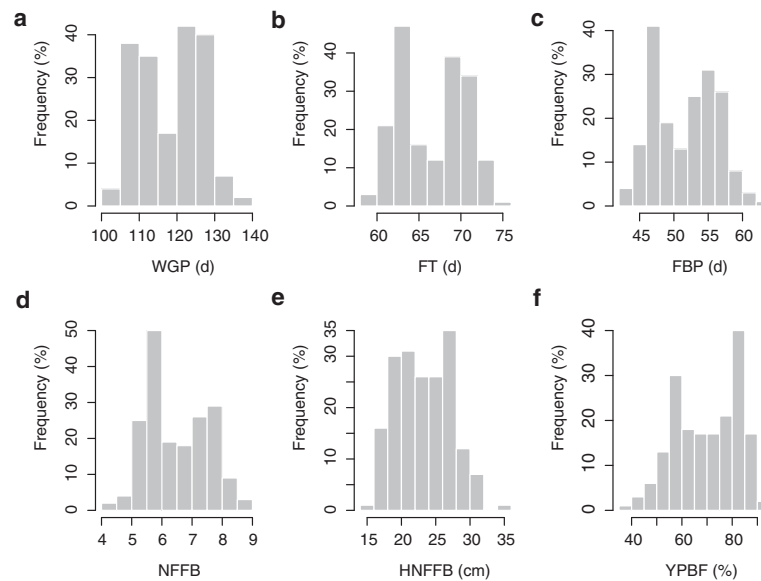 a
Frequency (%)
0 10 20 30 40
100 110 120 130 140
WGP (d)
b
Frequency (%)
0 10 20 30 40
60 65 70 75
FT (d)
c
Frequency (%)
0 10 20 30 40
45 50 55 60
FBP (d)
d
Frequency (%)
0 10 20 30 40 50
4 5 6 7 8 9
NFFB
e
Frequency (%)
0 10 20 30 35
15 20 25 30 35
HNFFB (cm)
f
Frequency (%)
0 10 20 30 40
40 60 80
YPBF (%)